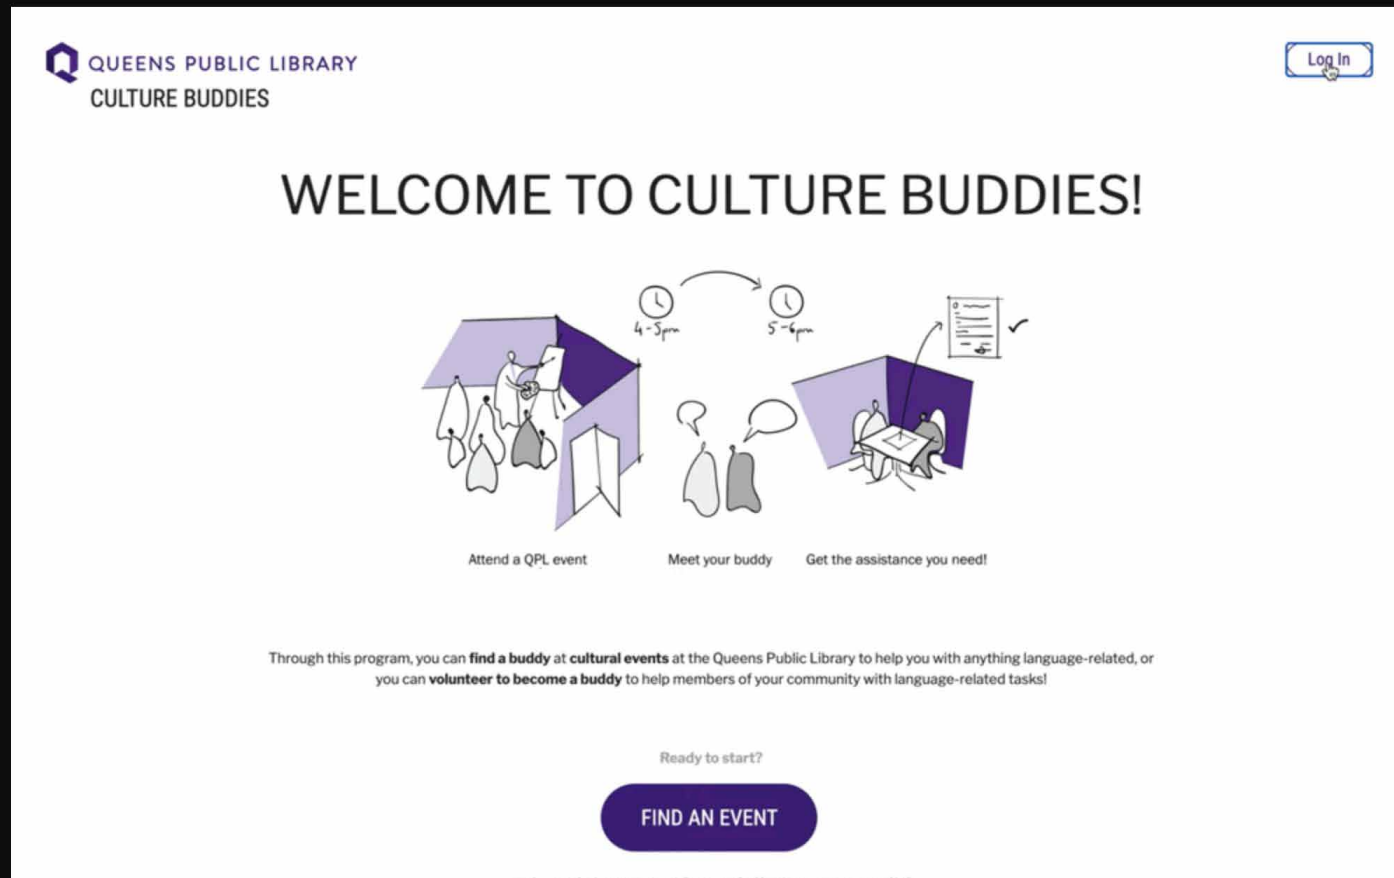 QUEENS PUBLIC LIBRARY
CULTURE BUDDIES
Log In
WELCOME TO CULTURE BUDDIES!
4-5pm
5-6pm
Attend a QPL event
Meet your buddy
Get the assistance you need!
Through this program, you can find a buddy at cultural events at the Queens Public Library to help you with anything language-related, or
you can volunteer to become a buddy to help members of your community with language-related tasks!
Ready to start?
FIND AN EVENT